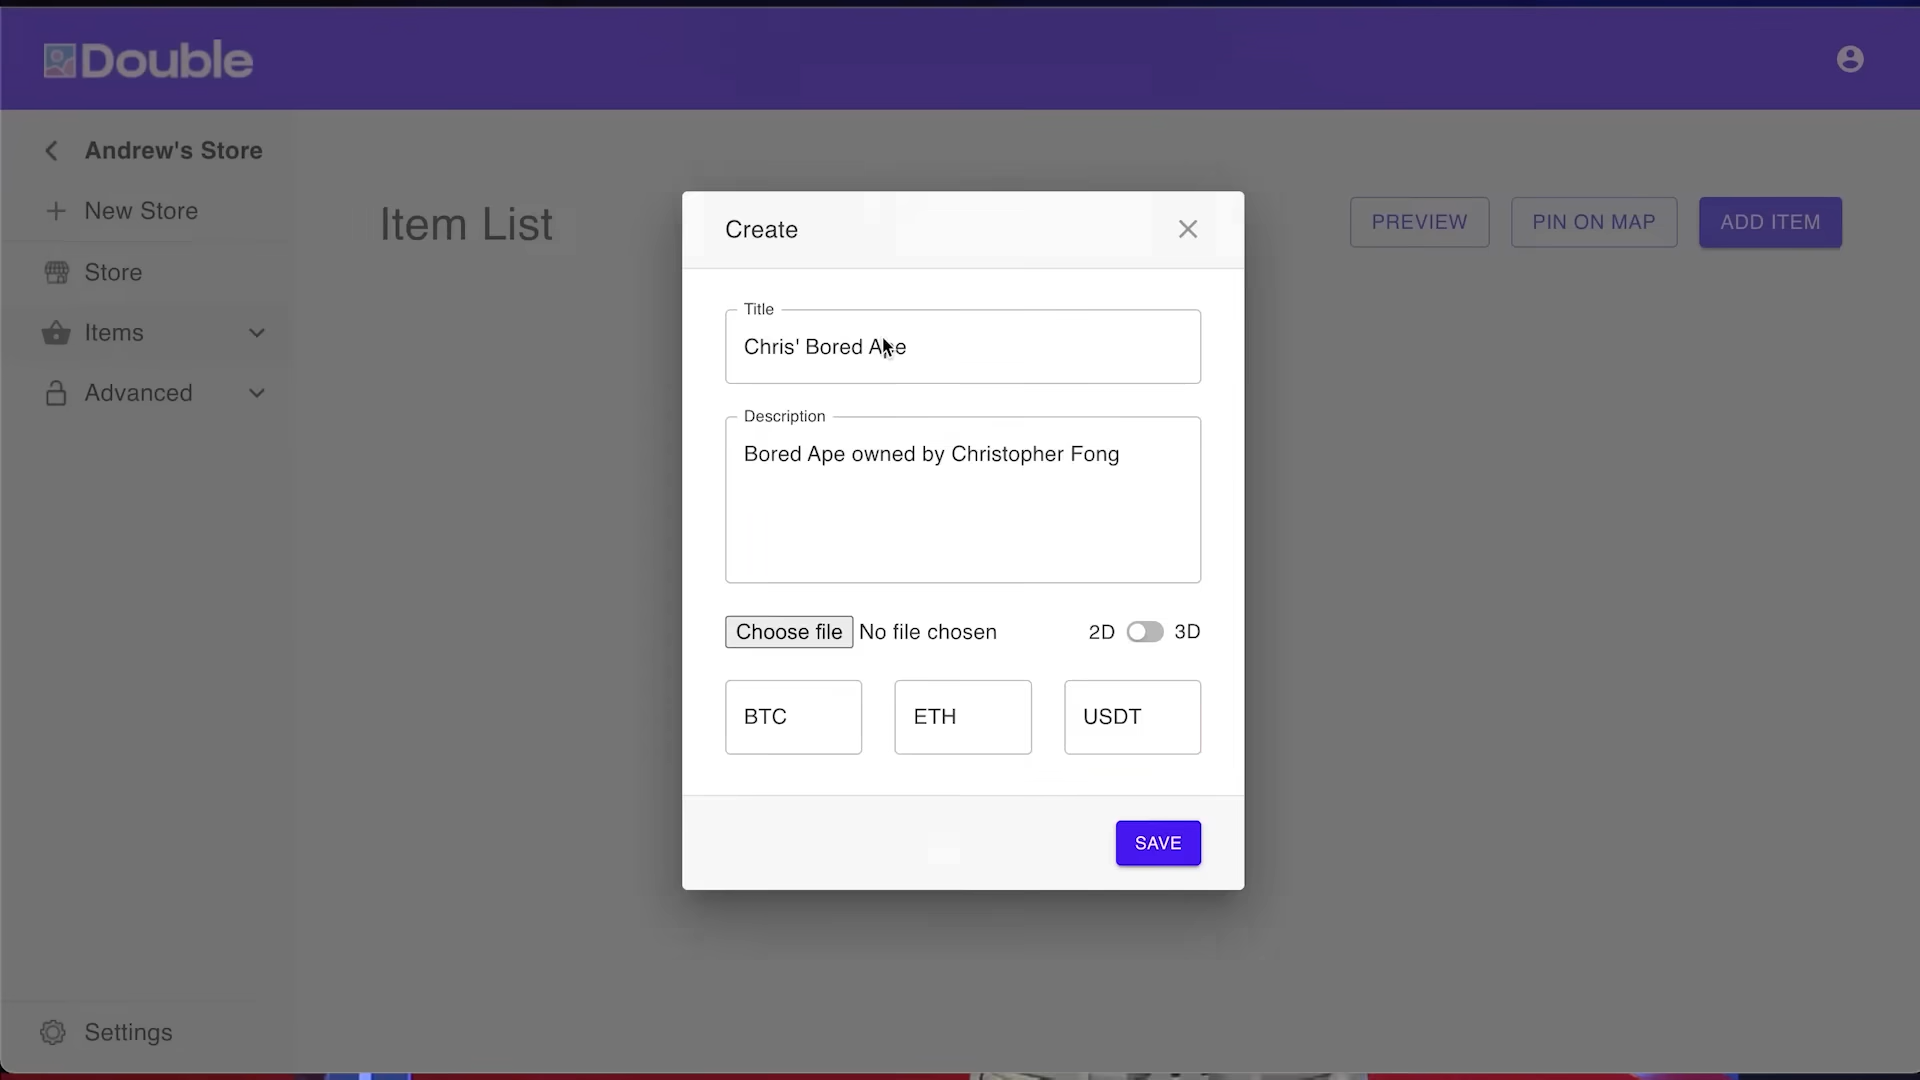 Double
Andrew's Store
New Store
Store
Items
Advanced
Settings
Item List
PREVIEW
PIN ON MAP
ADD ITEM
Create
Title
Chris' Bored Ape
Description
Bored Ape owned by Christopher Fong
Choose file No file chosen
2D 3D
BTC ETH USDT
SAVE